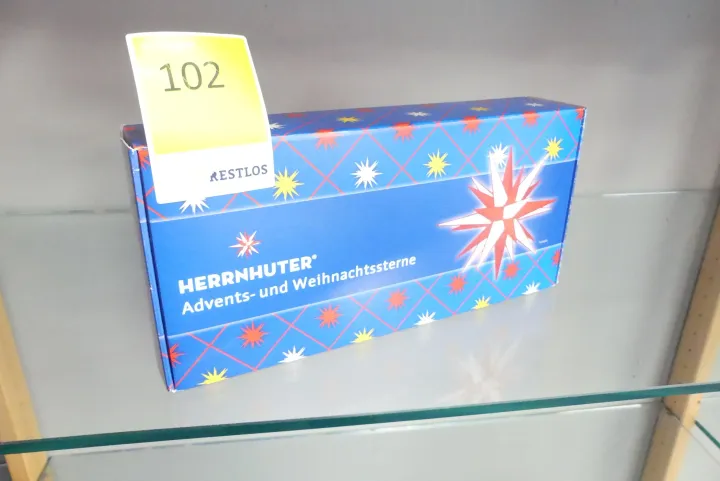 102
RESTLOS
HERRNHUTER®
Advents- und Weihnachtssterne